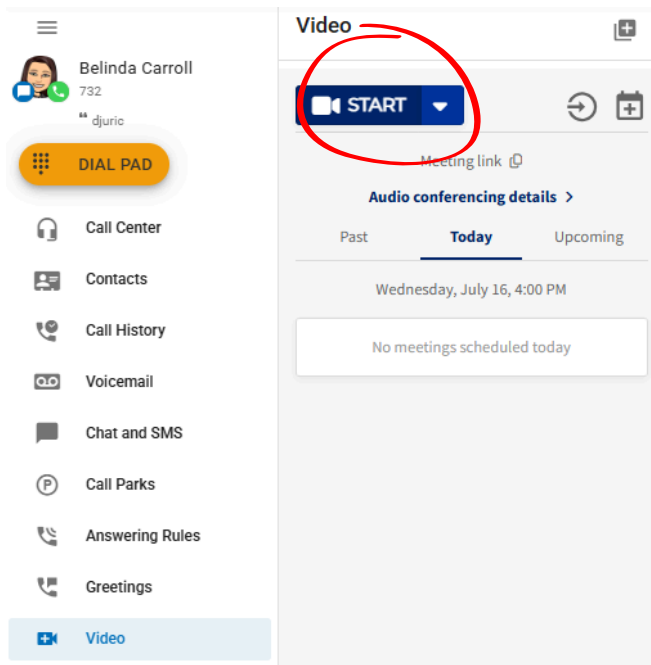 Belinda Carroll
732
“ djuric
DIAL PAD
Call Center
Contacts
Call History
Voicemail
Chat and SMS
P
Call Parks
Answering Rules
Greetings
Video
Video
START
Meeting link
Audio conferencing details >
Past Today Upcoming
Wednesday, July 16, 4:00 PM
No meetings scheduled today